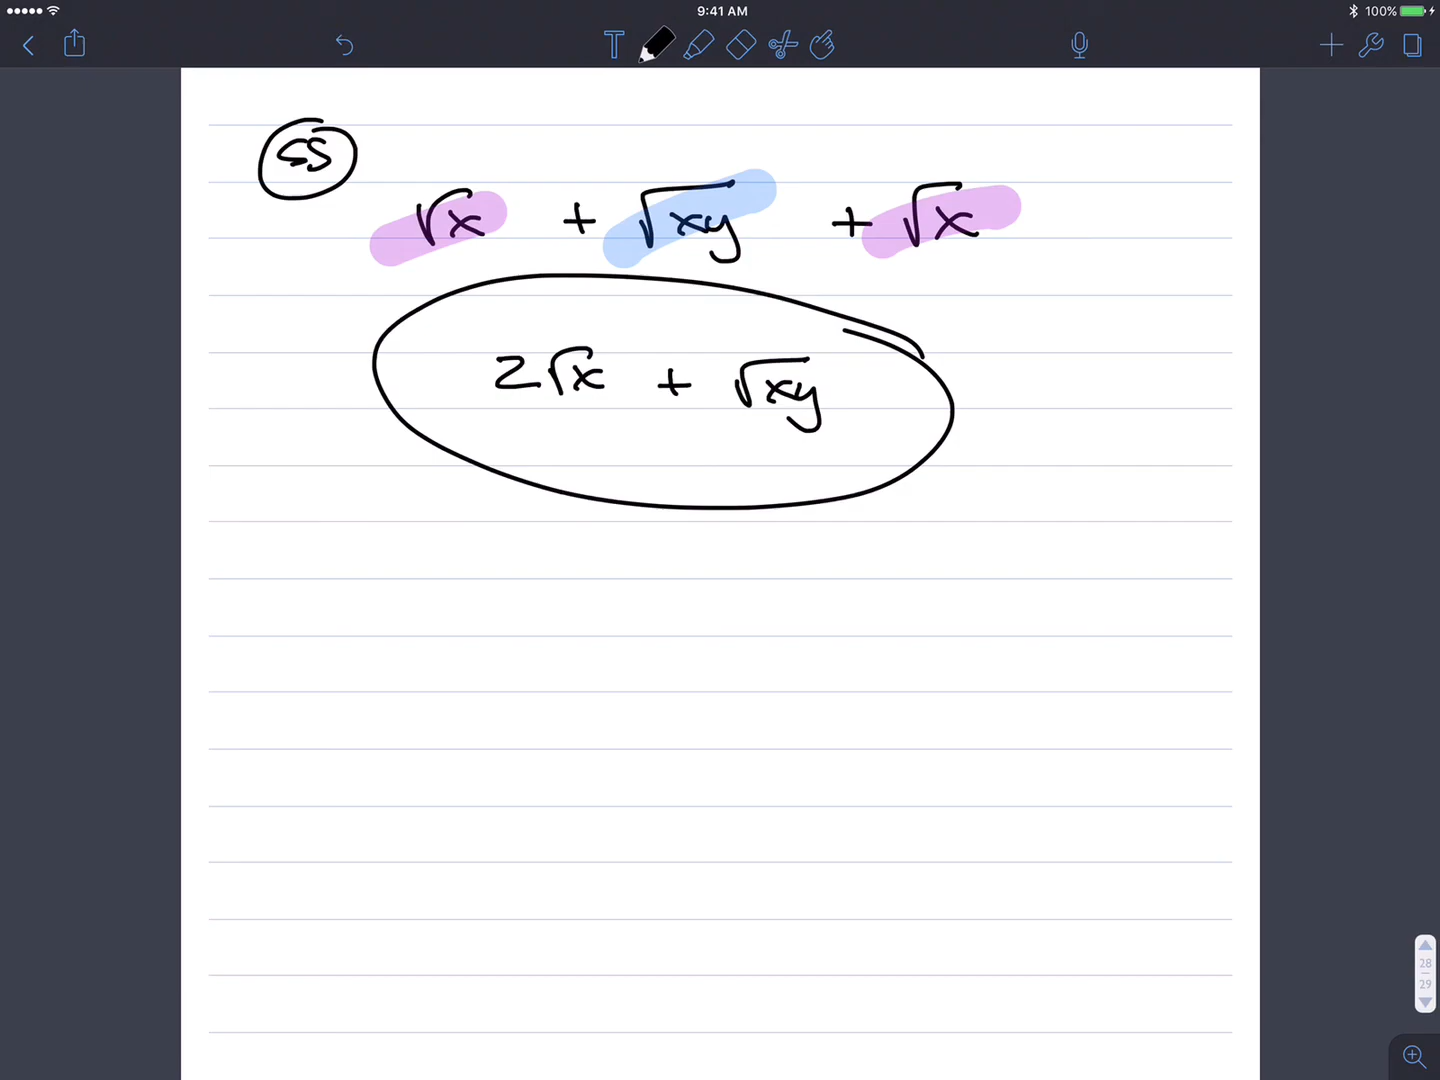 9:41 AM
100%
T
55
√x + √xy + √x
2√x + √xy
28
29